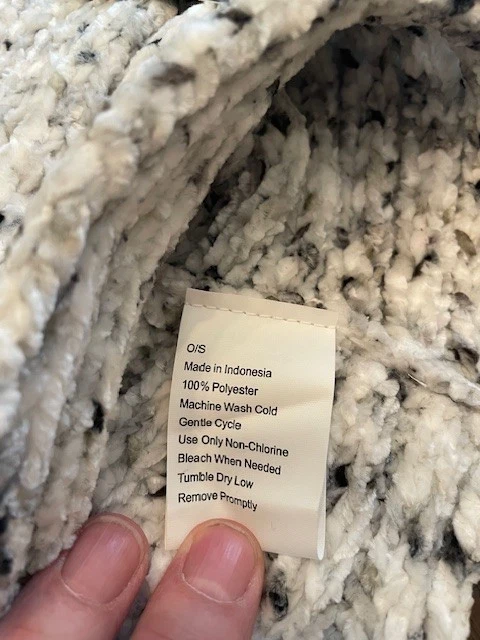 O/S
Made in Indonesia
100% Polyester
Machine Wash Cold
Gentle Cycle
Use Only Non-Chlorine
Bleach When Needed
Tumble Dry Low
Remove Promptly